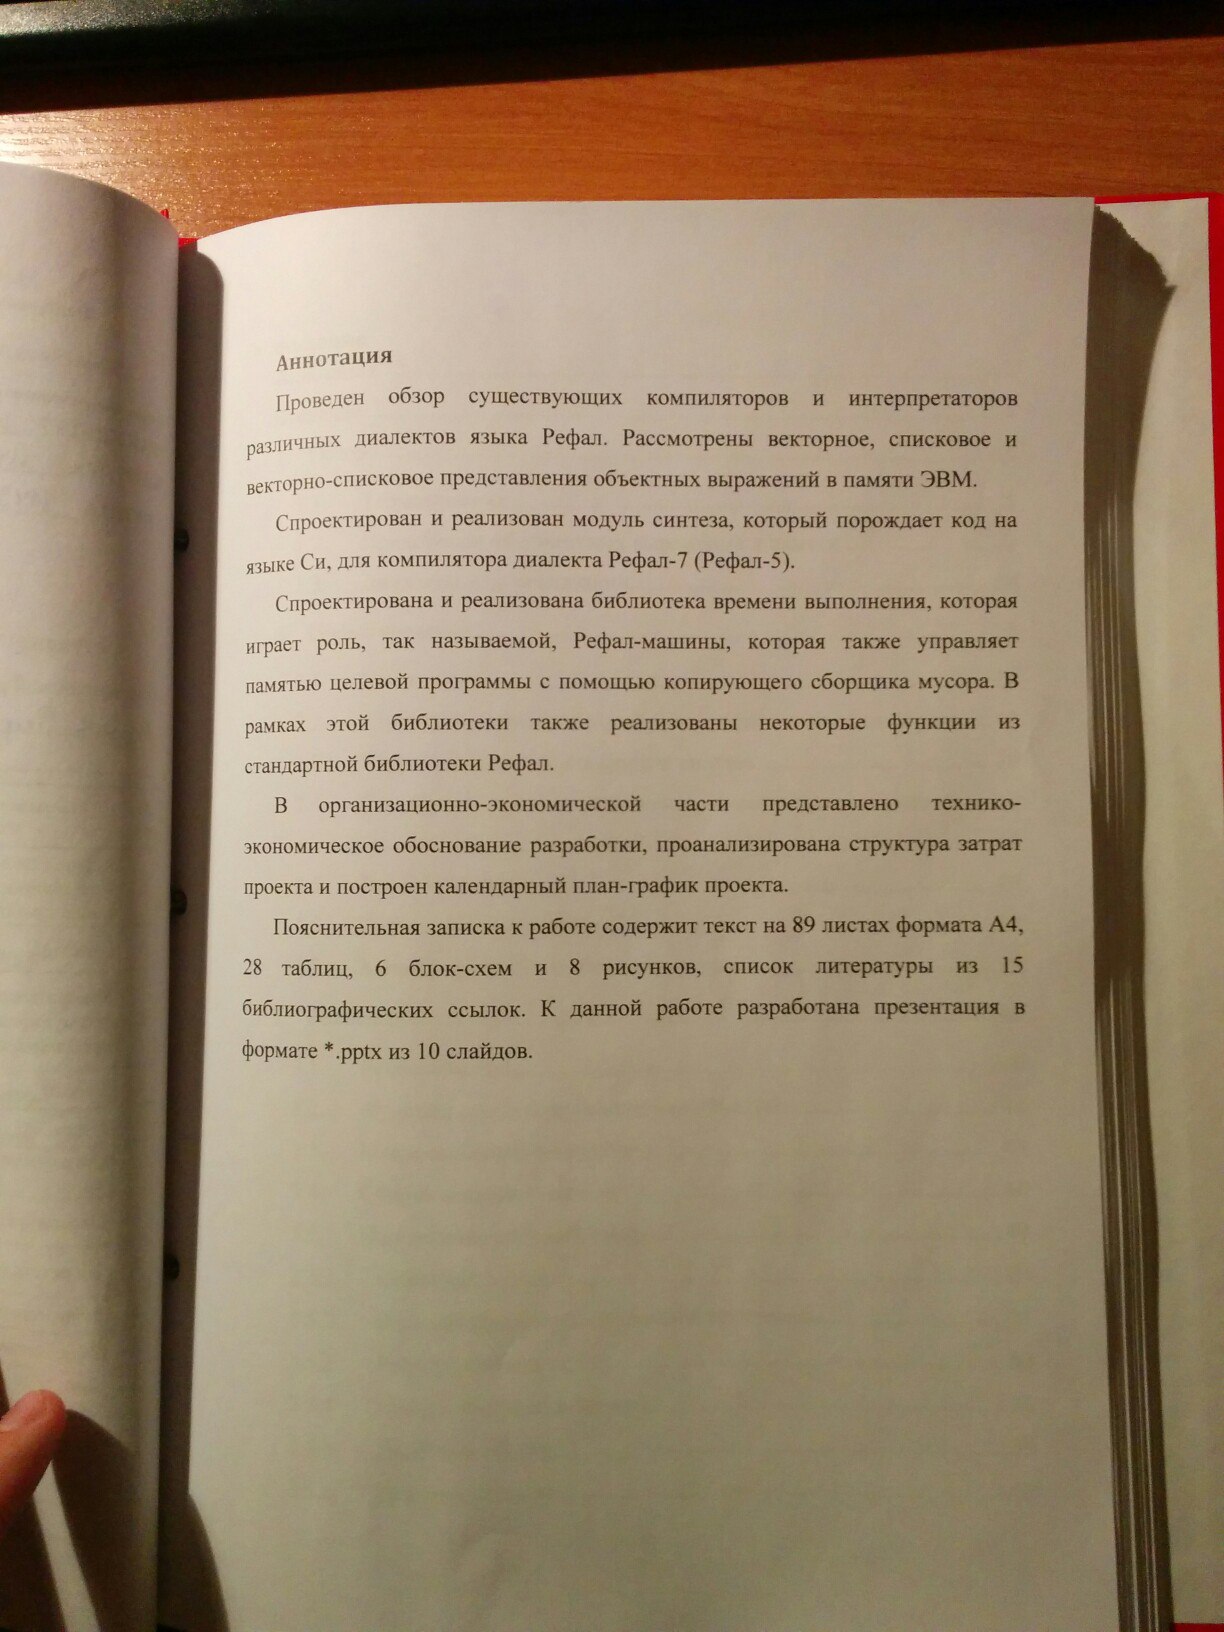 Аннотация
Проведен обзор существующих компиляторов и интерпретаторов
различных диалектов языка Рефал. Рассмотрены векторное, списковое и
векторно-списковое представления объектных выражений в памяти ЭВМ.
Спроектирован и реализован модуль синтеза, который порождает код на
языке Си, для компилятора диалекта Рефал-7 (Рефал-5).
Спроектирована и реализована библиотека времени выполнения, которая
играет роль, так называемой, Рефал-машины, которая также управляет
памятью целевой программы с помощью копирующего сборщика мусора. В
рамках этой библиотеки также реализованы некоторые функции из
стандартной библиотеки Рефал.
В организационно-экономической части представлено технико-
экономическое обоснование разработки, проанализирована структура затрат
проекта и построен календарный план-график проекта.
Пояснительная записка к работе содержит текст на 89 листах формата А4,
28 таблиц, 6 блок-схем и 8 рисунков, список литературы из 15
библиографических ссылок. К данной работе разработана презентация в
формате *.pptx из 10 слайдов.